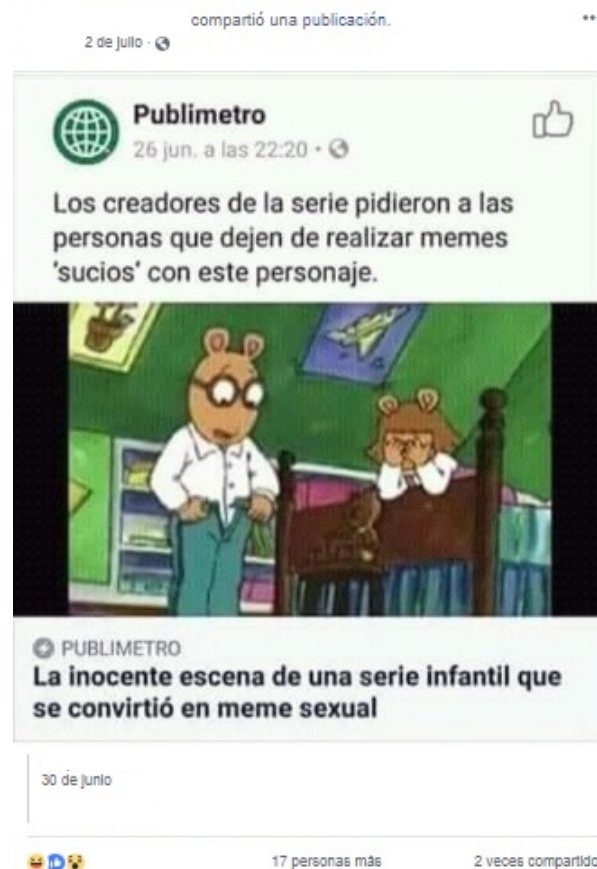 compartió una publicación.
2 de julio ·
Publimetro
26 jun. a las 22:20 ·
Los creadores de la serie pidieron a las
personas que dejen de realizar memes
'sucios' con este personaje.
PUBLIMETRO
La inocente escena de una serie infantil que
se convirtió en meme sexual
30 de junio
17 personas más
2 veces compartido